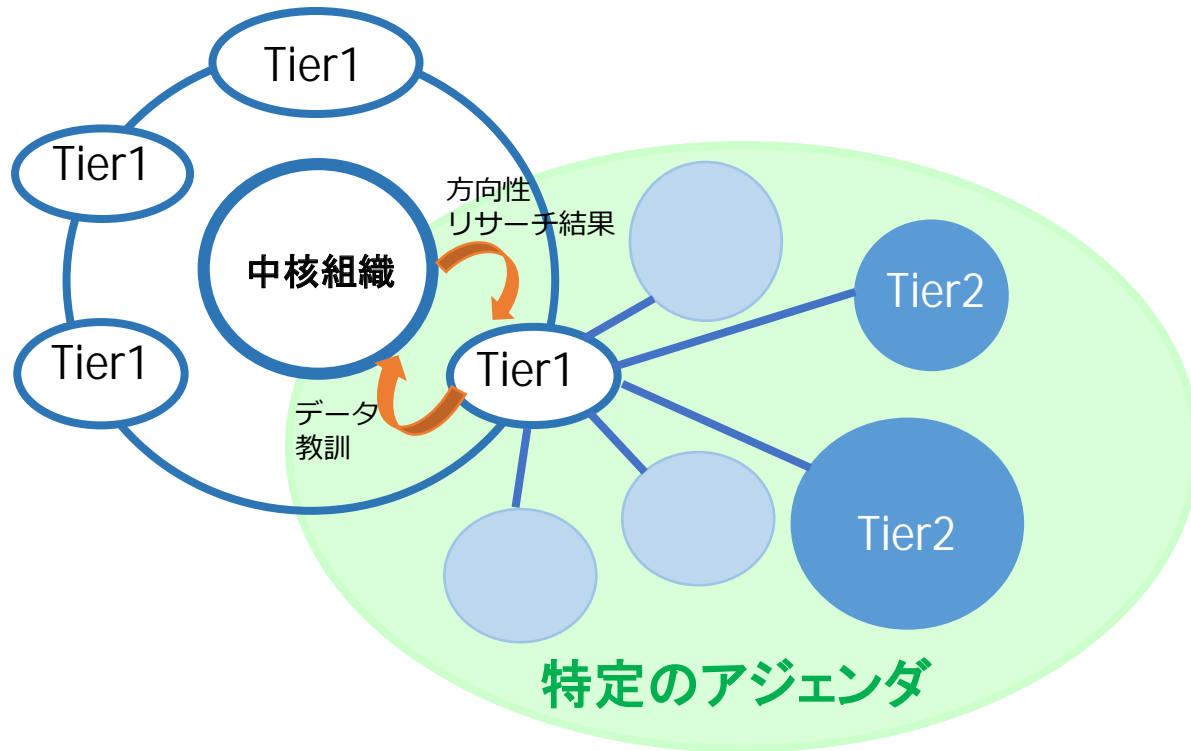 Tier1
Tier1
方向性
リサーチ結果
中核組織
Tier2
Tier1
Tier1
データ
教訓
Tier2
特定のアジェンダ